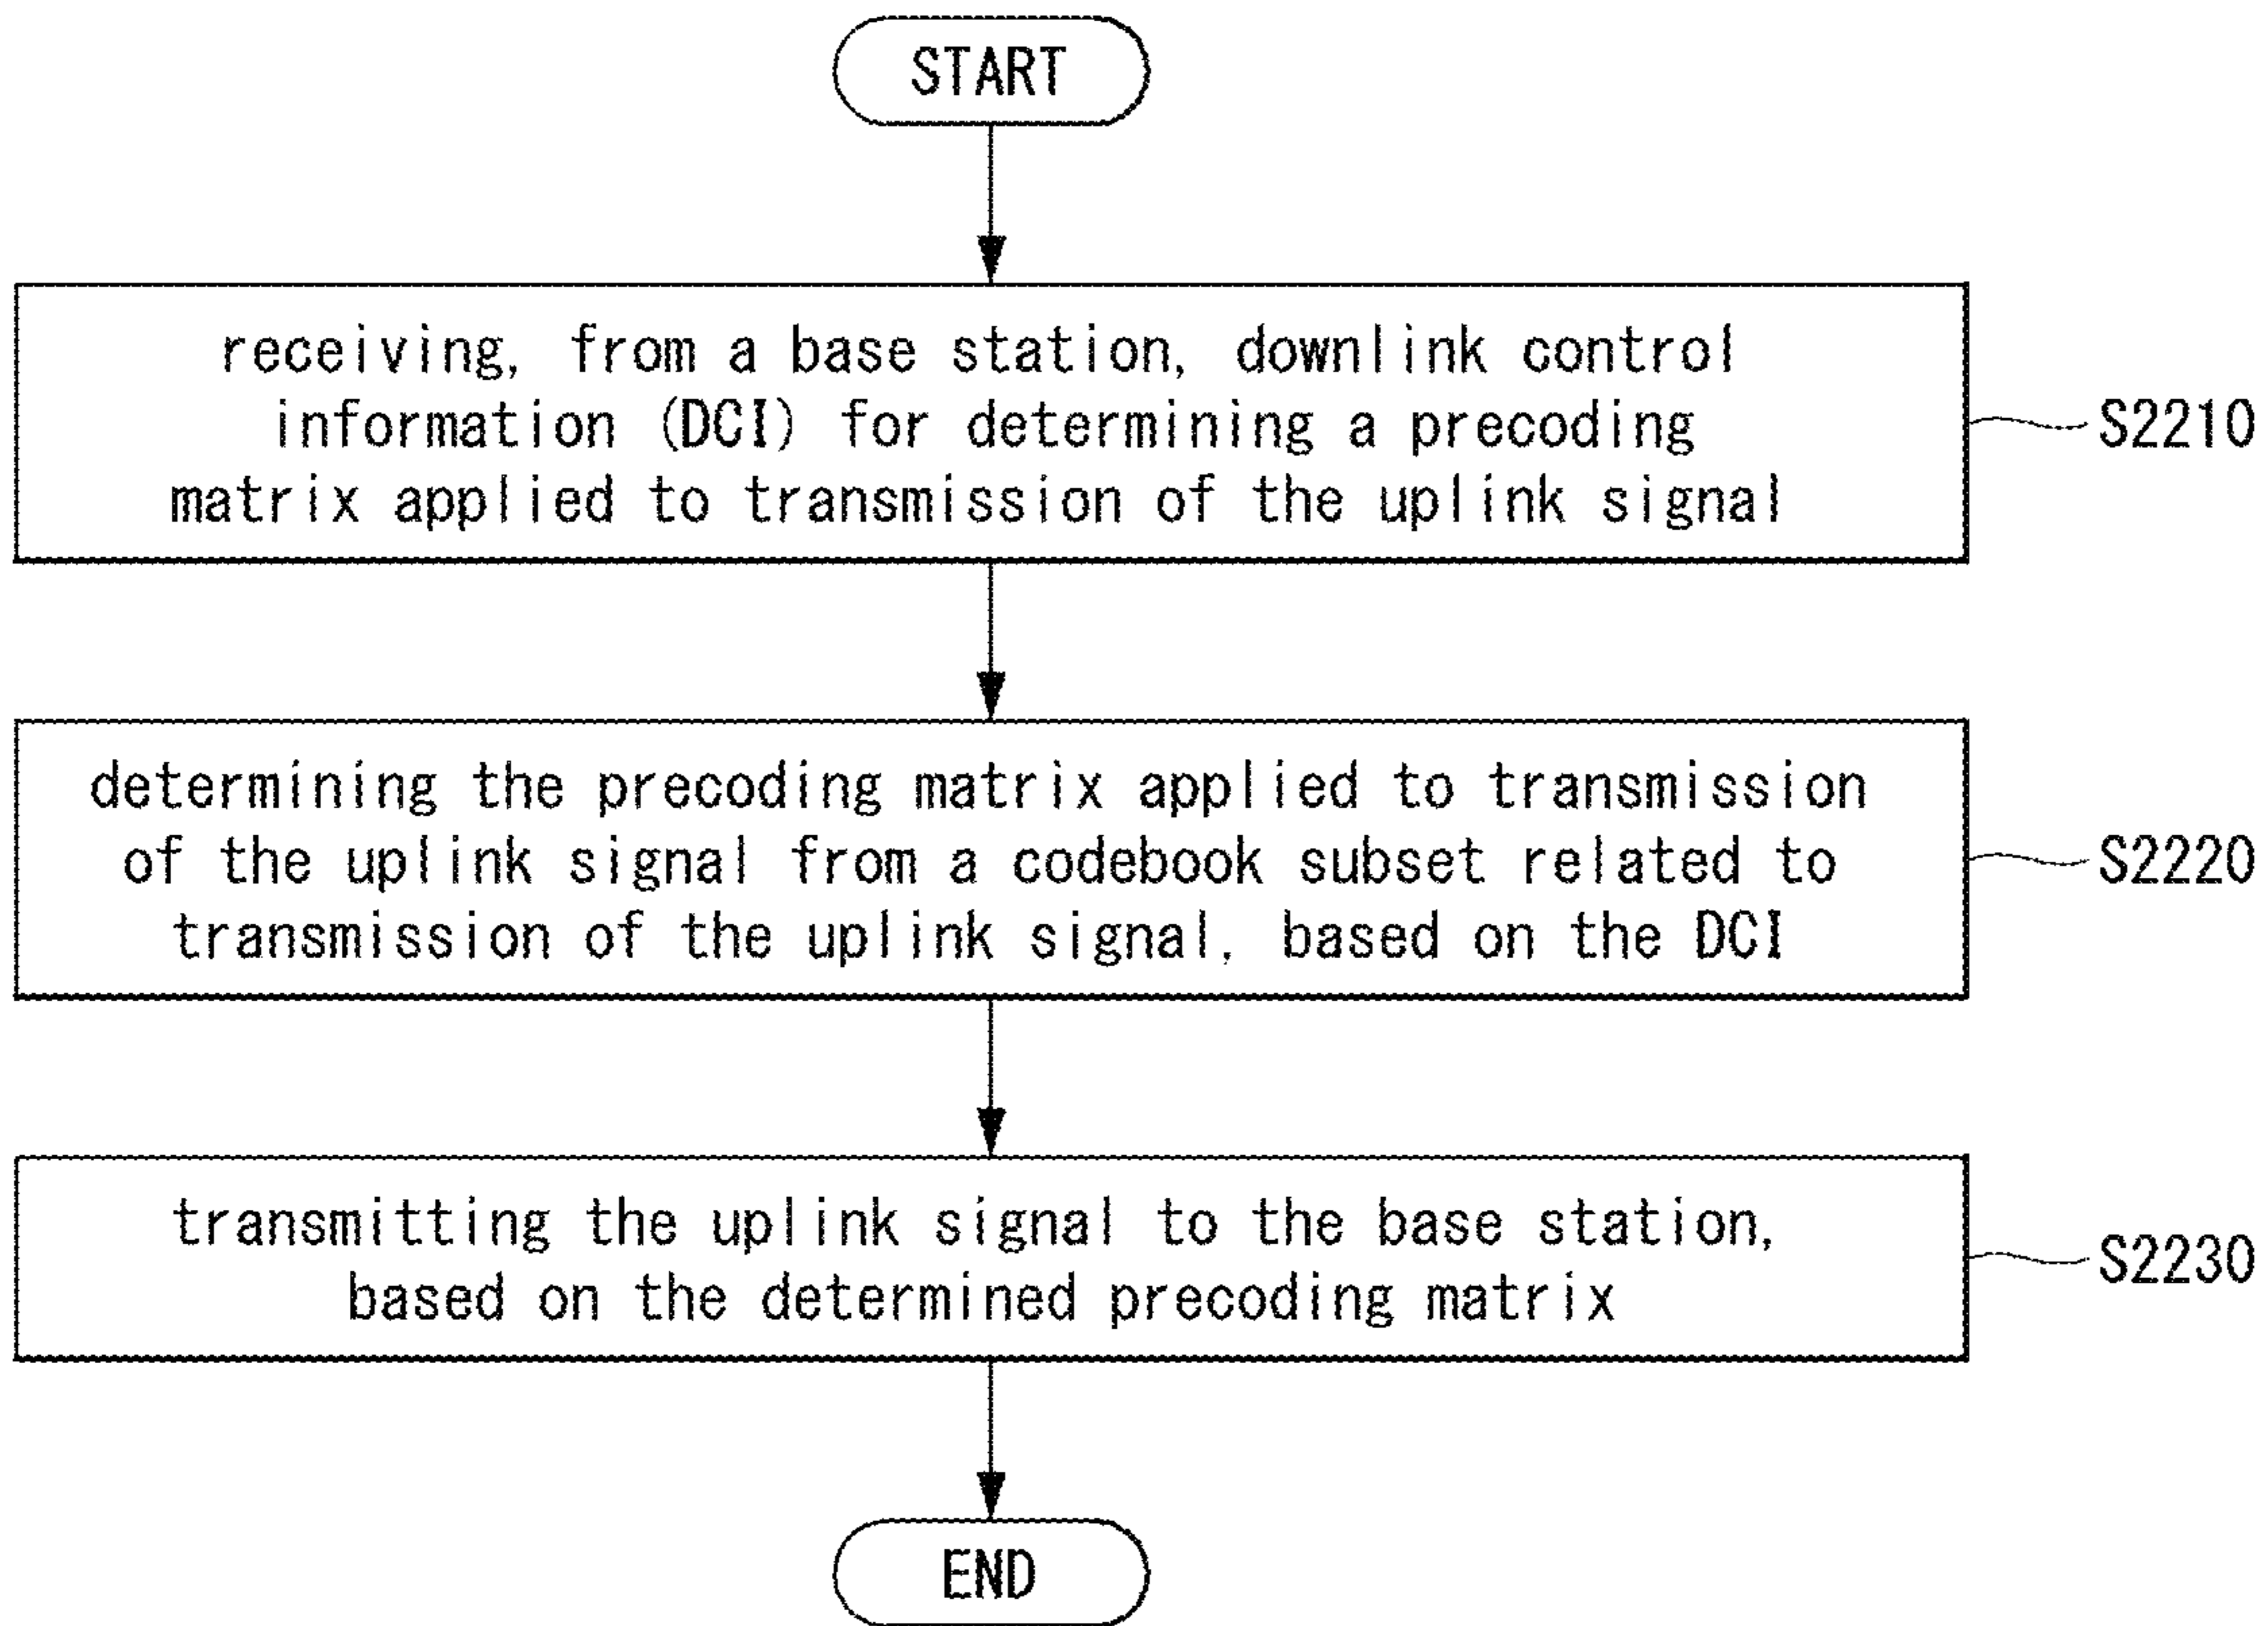 START
receiving, from a base station, downlink control
information (DCI) for determining a precoding
matrix applied to transmission of the uplink signal
S2210
determining the precoding matrix applied to transmission
of the uplink signal from a codebook subset related to
transmission of the uplink signal, based on the DCI
S2220
transmitting the uplink signal to the base station,
based on the determined precoding matrix
S2230
END